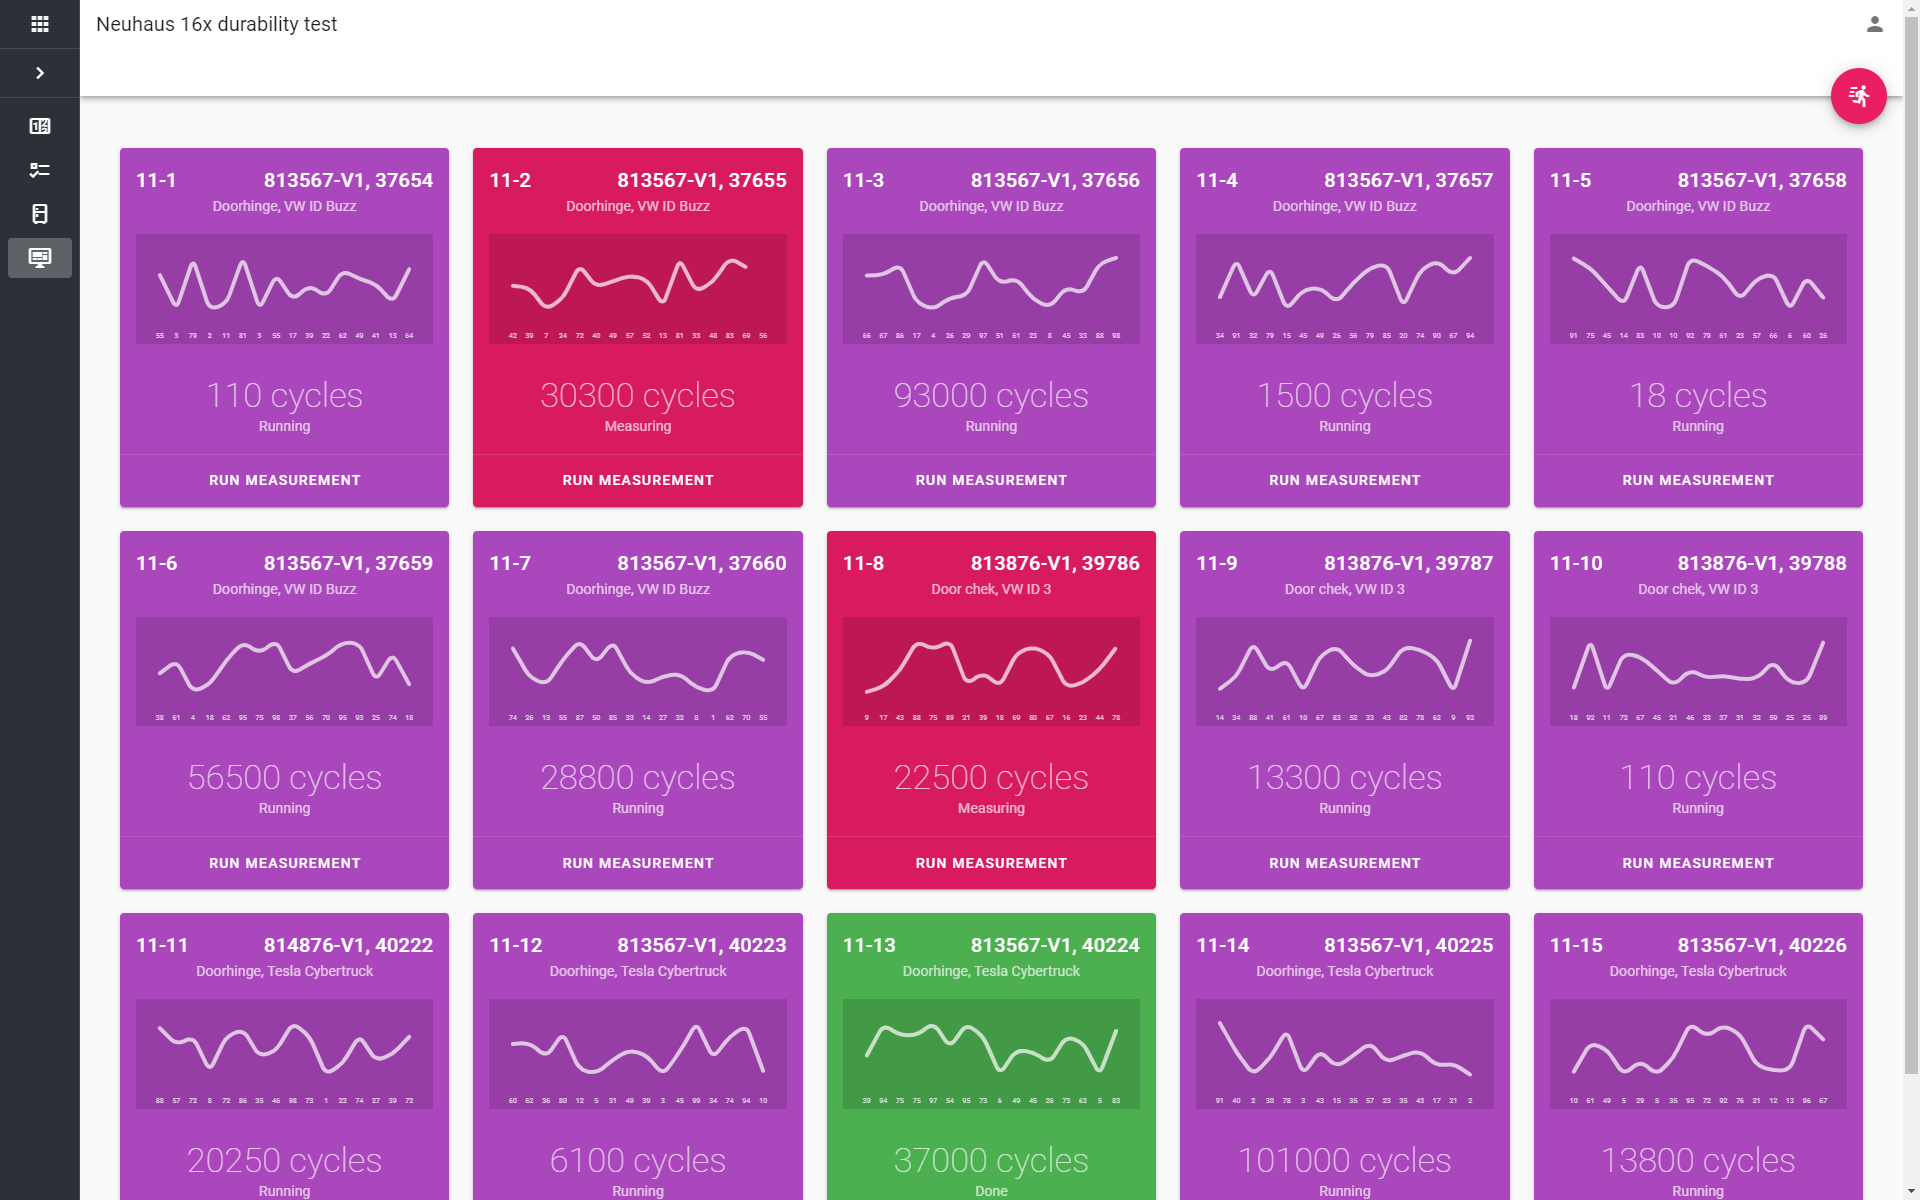 Neuhaus 16x durability test
11-1 813567-V1, 37654
Doorhinge, VW ID Buzz
55 3 79 2 11 81 3 55 17 39 22 62 49 41 13 64
110 cycles
Running
RUN MEASUREMENT
11-2 813567-V1, 37655
Doorhinge, VW ID Buzz
42 39 7 24 72 40 49 57 52 13 81 33 48 83 69 56
30300 cycles
Measuring
RUN MEASUREMENT
11-3 813567-V1, 37656
Doorhinge, VW ID Buzz
66 67 86 17 4 26 29 97 51 61 23 8 45 33 88 98
93000 cycles
Running
RUN MEASUREMENT
11-4 813567-V1, 37657
Doorhinge, VW ID Buzz
34 91 32 79 15 45 49 26 56 79 85 20 74 90 67 94
1500 cycles
Running
RUN MEASUREMENT
11-5 813567-V1, 37658
Doorhinge, VW ID Buzz
91 75 45 14 83 10 10 92 79 61 23 57 66 6 60 26
18 cycles
Running
RUN MEASUREMENT
11-6 813567-V1, 37659
Doorhinge, VW ID Buzz
38 61 4 18 62 95 75 98 37 56 70 95 93 25 74 18
56500 cycles
Running
RUN MEASUREMENT
11-7 813567-V1, 37660
Doorhinge, VW ID Buzz
74 26 13 55 87 50 85 33 14 27 32 8 1 62 70 55
28800 cycles
Running
RUN MEASUREMENT
11-8 813876-V1, 39786
Door chek, VW ID 3
9 17 43 88 75 89 21 39 18 69 80 67 16 23 44 78
22500 cycles
Measuring
RUN MEASUREMENT
11-9 813876-V1, 39787
Door chek, VW ID 3
14 34 88 41 61 10 67 83 52 33 43 82 78 62 9 92
13300 cycles
Running
RUN MEASUREMENT
11-10 813876-V1, 39788
Door chek, VW ID 3
18 92 11 72 67 45 21 46 33 37 31 32 59 25 25 89
110 cycles
Running
RUN MEASUREMENT
11-11 814876-V1, 40222
Doorhinge, Tesla Cybertruck
88 57 72 8 72 86 35 46 98 73 1 22 74 27 39 72
20250 cycles
Running
11-12 813567-V1, 40223
Doorhinge, Tesla Cybertruck
60 62 36 80 12 5 31 49 39 3 45 99 34 74 94 10
6100 cycles
Running
11-13 813567-V1, 40224
Doorhinge, Tesla Cybertruck
39 94 75 75 97 54 95 73 6 49 45 26 73 62 5 83
37000 cycles
Done
11-14 813567-V1, 40225
Doorhinge, Tesla Cybertruck
91 40 2 30 78 3 43 15 35 57 23 35 43 17 21 2
101000 cycles
Running
11-15 813567-V1, 40226
Doorhinge, Tesla Cybertruck
10 61 49 5 29 5 35 95 72 92 76 21 12 13 96 67
13800 cycles
Running